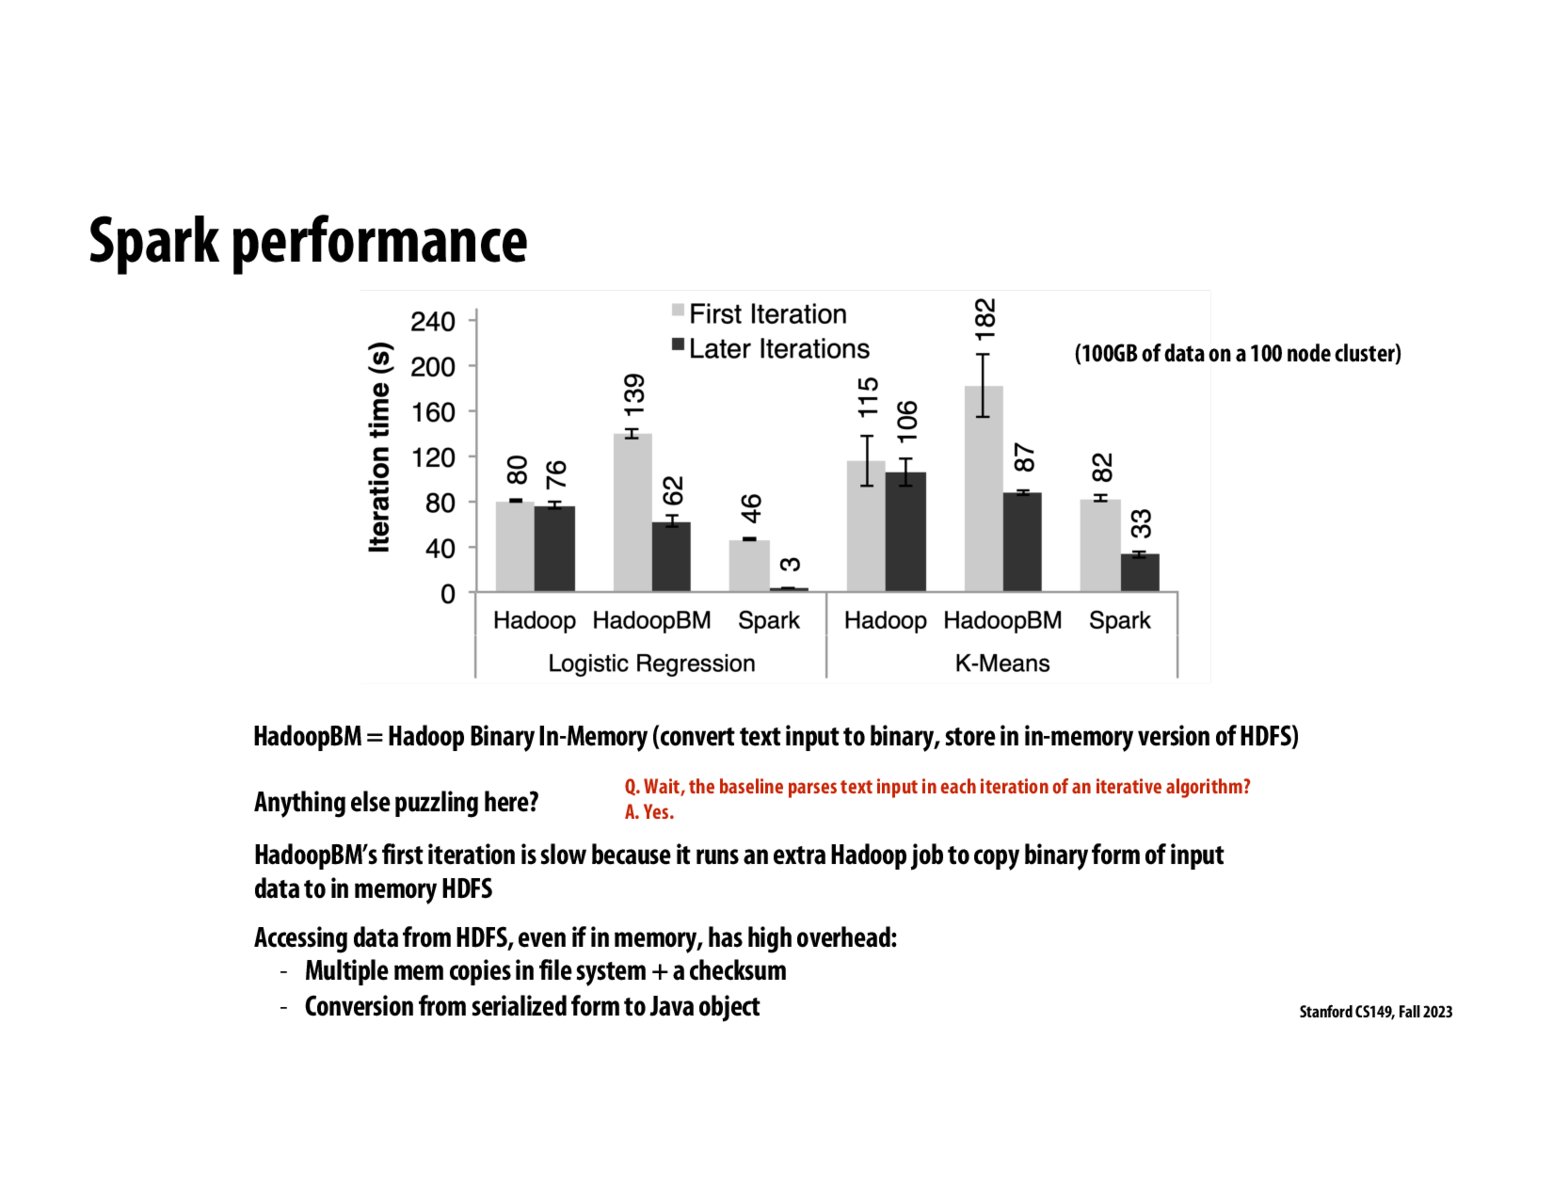 Spark performance
First Iteration
Later Iterations
(100GB of data on a 100 node cluster)
Iteration time (s)
240
200
160
120
80
40
0
80
76
139
62
46
3
115
106
182
87
82
33
Hadoop HadoopBM Spark Hadoop HadoopBM Spark
Logistic Regression K-Means
HadoopBM = Hadoop Binary In-Memory (convert text input to binary, store in in-memory version of HDFS)
Anything else puzzling here?
Q. Wait, the baseline parses text input in each iteration of an iterative algorithm?
A. Yes.
HadoopBM’s first iteration is slow because it runs an extra Hadoop job to copy binary form of input
data to in memory HDFS
Accessing data from HDFS, even if in memory, has high overhead:
- Multiple mem copies in file system + a checksum
- Conversion from serialized form to Java object
Stanford CS149, Fall 2023